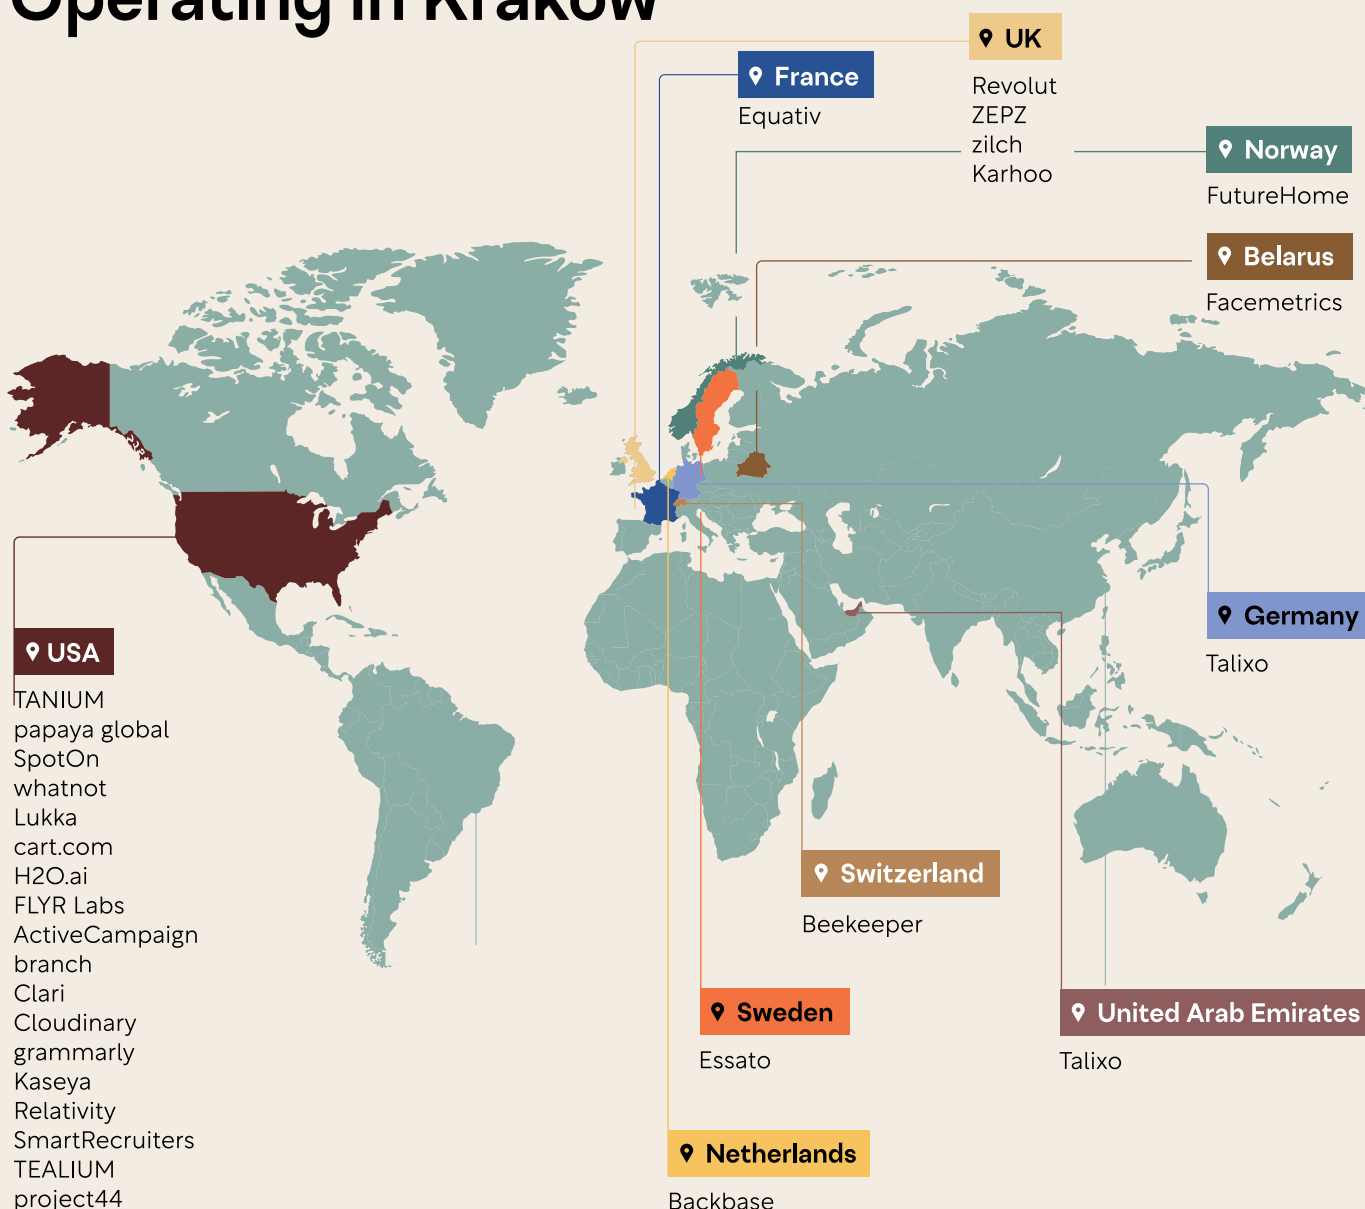 Operating in Krakow
UK
Revolut
ZEPZ
zilch
Karhoo
France
Equativ
Norway
FutureHome
Belarus
Facemetrics
Germany
Talixo
USA
TANIUM
papaya global
SpotOn
whatnot
Lukka
cart.com
H2O.ai
FLYR Labs
ActiveCampaign
branch
Clari
Cloudinary
grammarly
Kaseya
Relativity
SmartRecruiters
TEALIUM
project44
Switzerland
Beekeeper
Sweden
Essato
United Arab Emirates
Talixo
Netherlands
Backbase